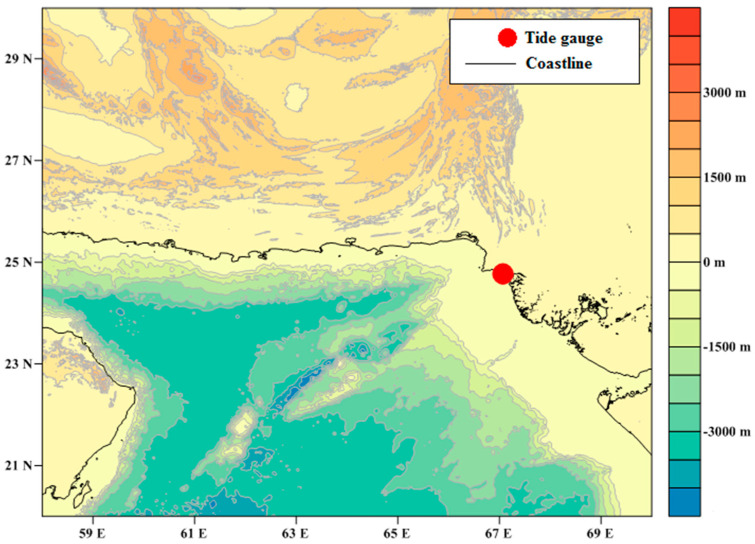 Tide gauge
Coastline
29 N
27 N
25 N
23 N
21 N
59 E
61 E
63 E
65 E
67 E
69 E
3000 m
1500 m
0 m
-1500 m
-3000 m